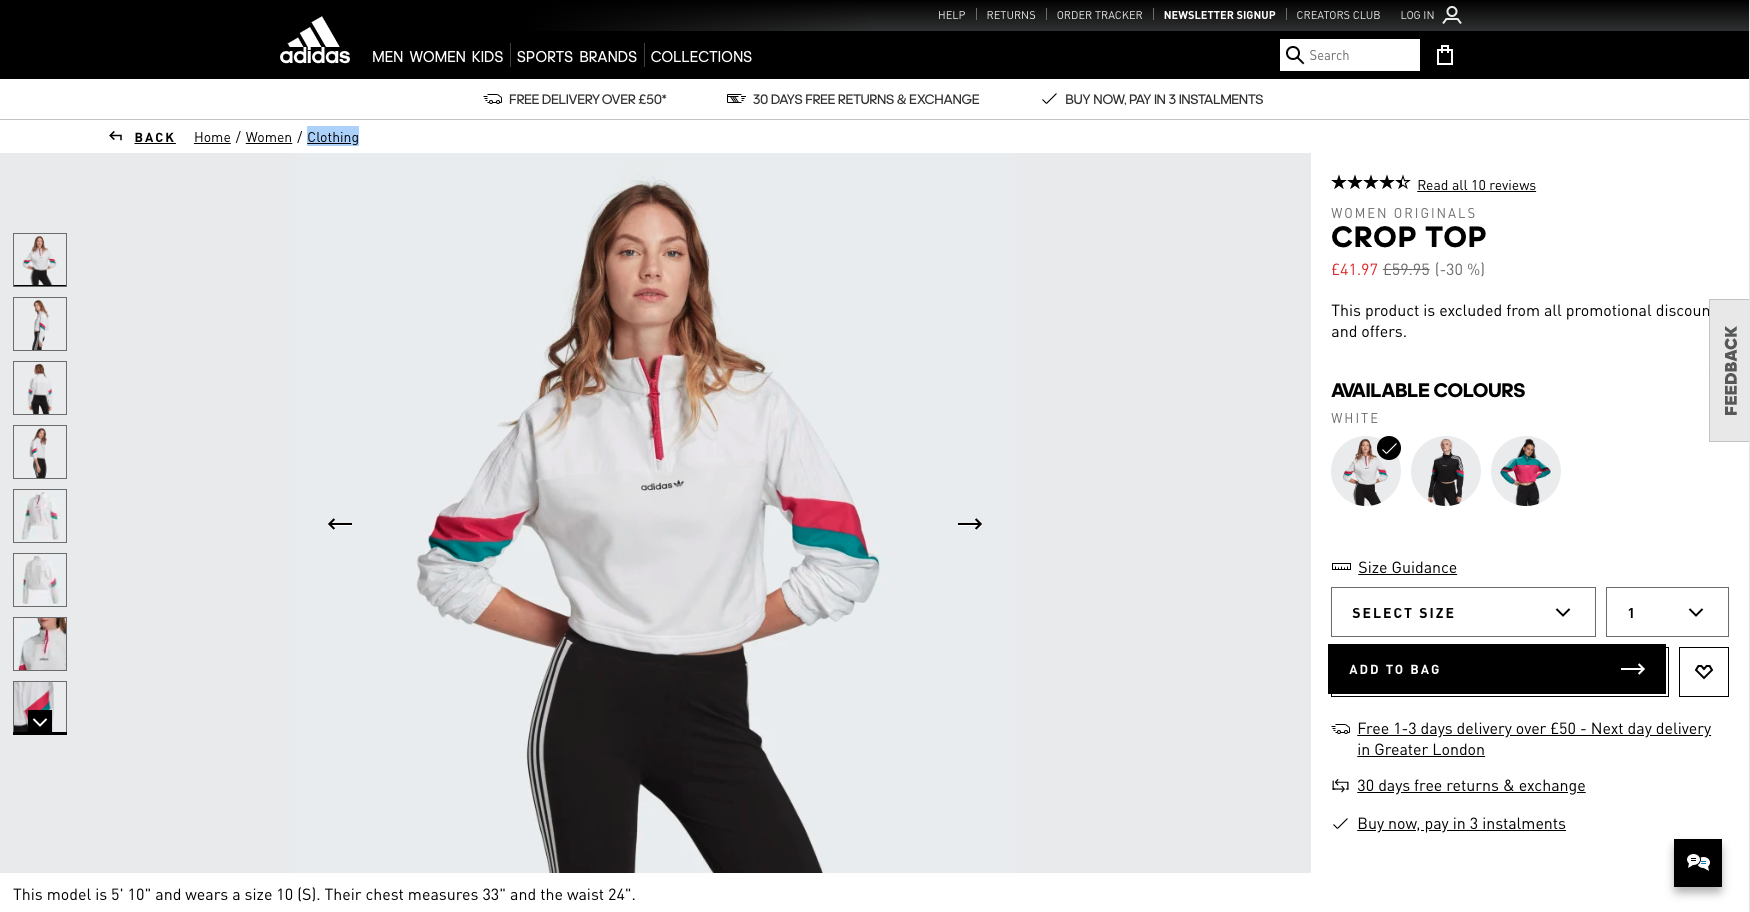 HELP RETURNS ORDER TRACKER NEWSLETTER SIGNUP CREATORS CLUB LOG IN
adidas
MEN WOMEN KIDS SPORTS BRANDS COLLECTIONS
Search
FREE DELIVERY OVER £50* 30 DAYS FREE RETURNS & EXCHANGE BUY NOW, PAY IN 3 INSTALMENTS
BACK Home / Women / Clothing
adidas
Read all 10 reviews
WOMEN ORIGINALS
CROP TOP
£41.97 £59.95 (-30 %)
This product is excluded from all promotional discoun
and offers.
FEEDBACK
AVAILABLE COLOURS
WHITE
Size Guidance
SELECT SIZE 1
ADD TO BAG
Free 1-3 days delivery over £50 - Next day delivery
in Greater London
30 days free returns & exchange
Buy now, pay in 3 instalments
This model is 5' 10" and wears a size 10 (S). Their chest measures 33" and the waist 24".